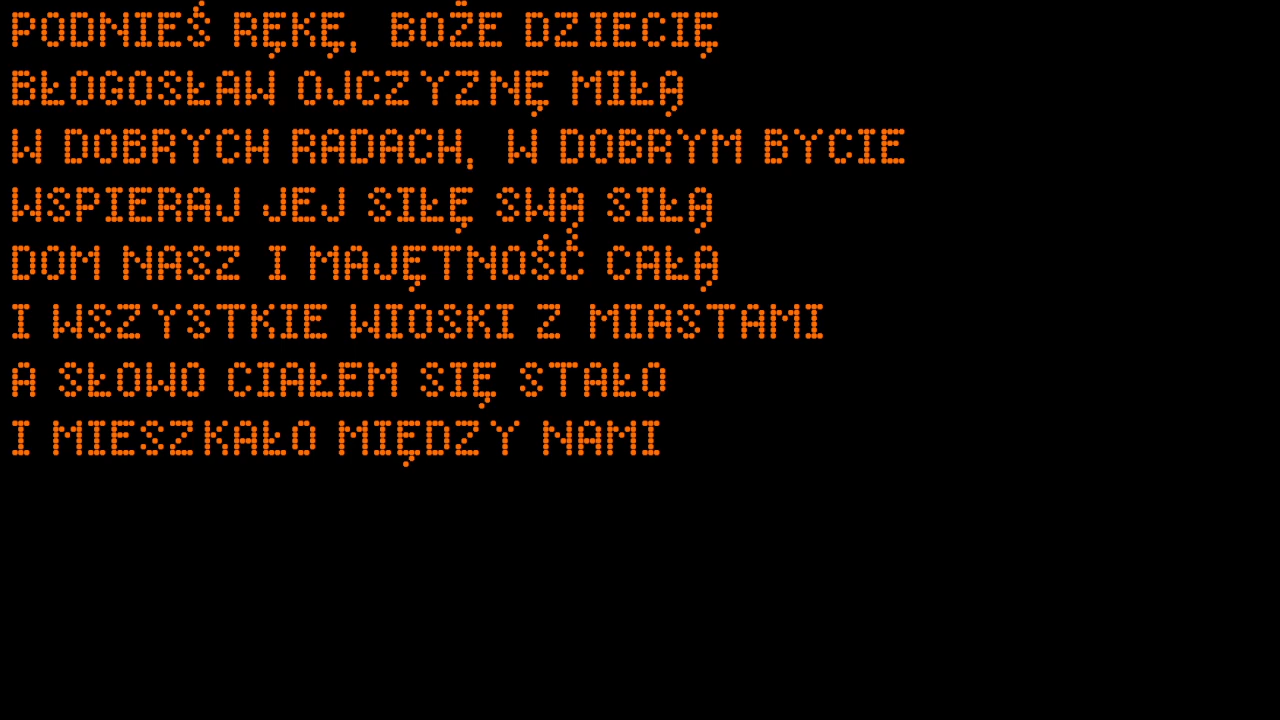 PODNIEŚ RĘKĘ, BOŻE DZIECIĘ
BŁOGOSŁAW OJCZYZNĘ MIŁĄ
W DOBRYCH RADACH, W DOBRYM BYCIE
WSPIERAJ JEJ SIŁĘ SWĄ SIŁĄ
DOM NASZ I MAJĘTNOŚĆ CAŁĄ
I WSZYSTKIE WIOSKI Z MIASTAMI
A SŁOWO CIAŁEM SIĘ STAŁO
I MIESZKAŁO MIĘDZY NAMI